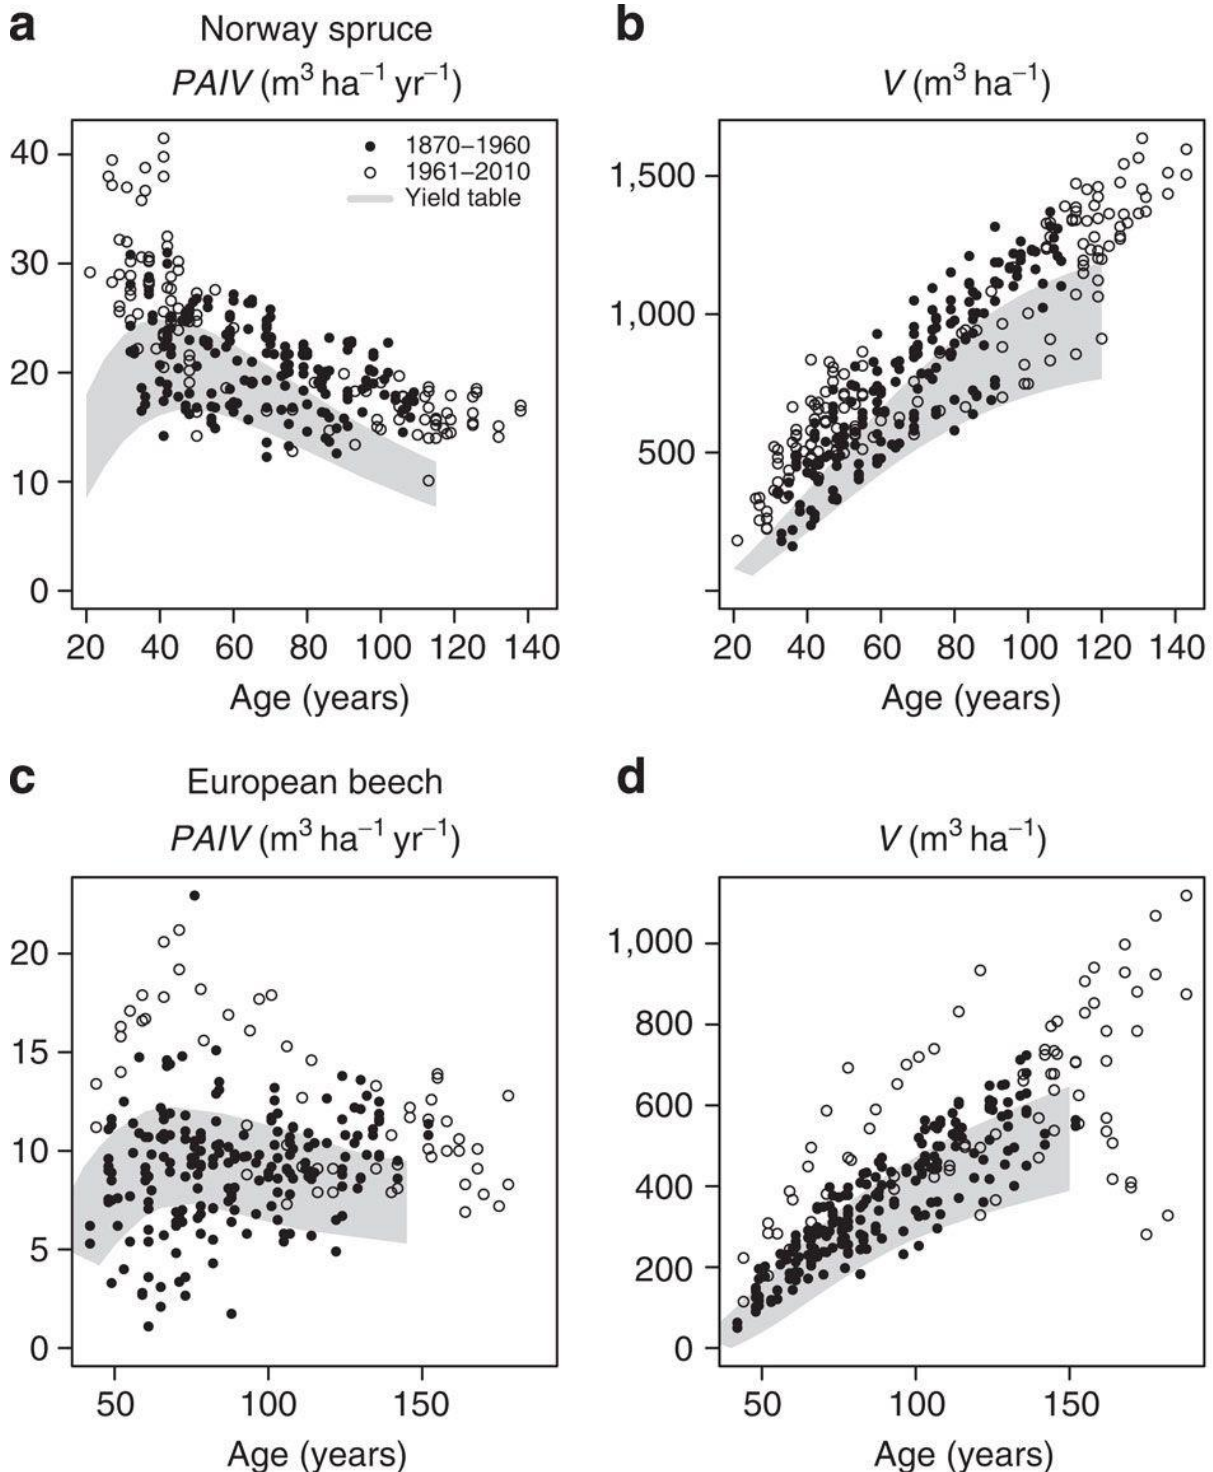 a
Norway spruce
PAIV (m³ ha⁻¹ yr⁻¹)
40
30
20
10
0
1870–1960
1961–2010
Yield table
20 40 60 80 100 120 140
Age (years)
b
V (m³ ha⁻¹)
1,500
1,000
500
20 40 60 80 100 120 140
Age (years)
c
European beech
PAIV (m³ ha⁻¹ yr⁻¹)
20
15
10
5
0
50 100 150
Age (years)
d
V (m³ ha⁻¹)
1,000
800
600
400
200
0
50 100 150
Age (years)